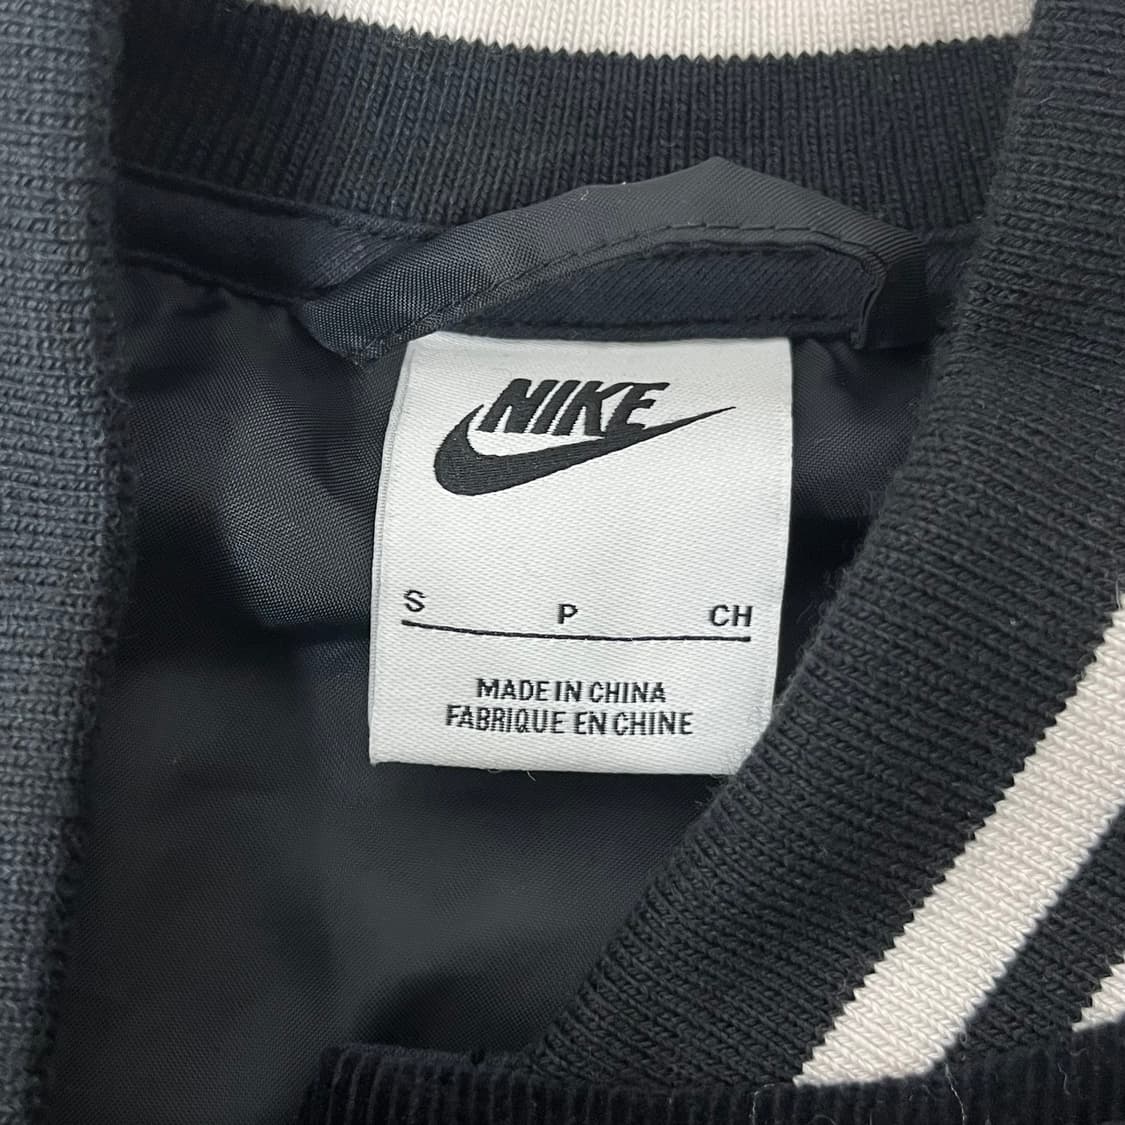 NIKE
S P CH
MADE IN CHINA
FABRIQUE EN CHINE